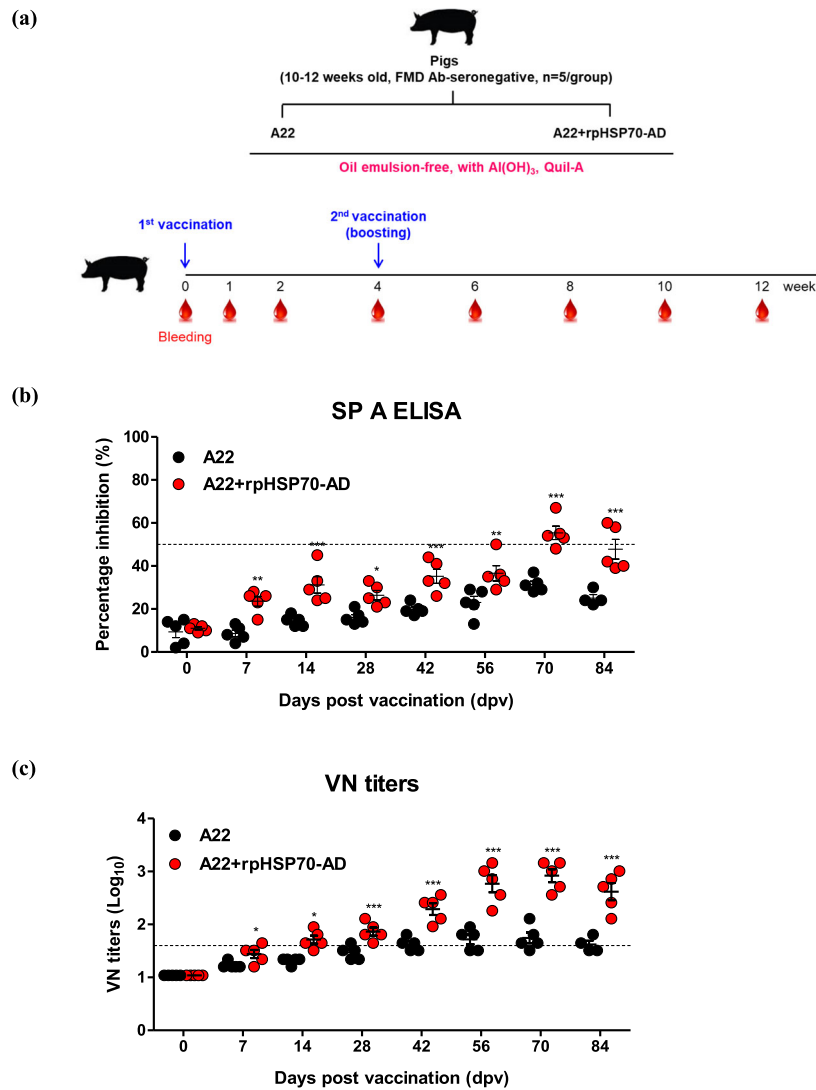 (a)
Pigs
(10-12 weeks old, FMD Ab-seronegative, n=5/group)
A22 A22+rpHSP70-AD
Oil emulsion-free, with Al(OH)3, Quil-A
1st vaccination
2nd vaccination
(boosting)
0 1 2 4 6 8 10 12 week
Bleeding
(b)
SP A ELISA
Percentage inhibition (%)
100
80
60
40
20
0
A22
A22+rpHSP70-AD
** *** * *** ** *** ***
0 7 14 28 42 56 70 84
Days post vaccination (dpv)
(c)
VN titers
VN titers (Log10)
4
3
2
1
0
A22
A22+rpHSP70-AD
* * *** *** *** *** ***
0 7 14 28 42 56 70 84
Days post vaccination (dpv)